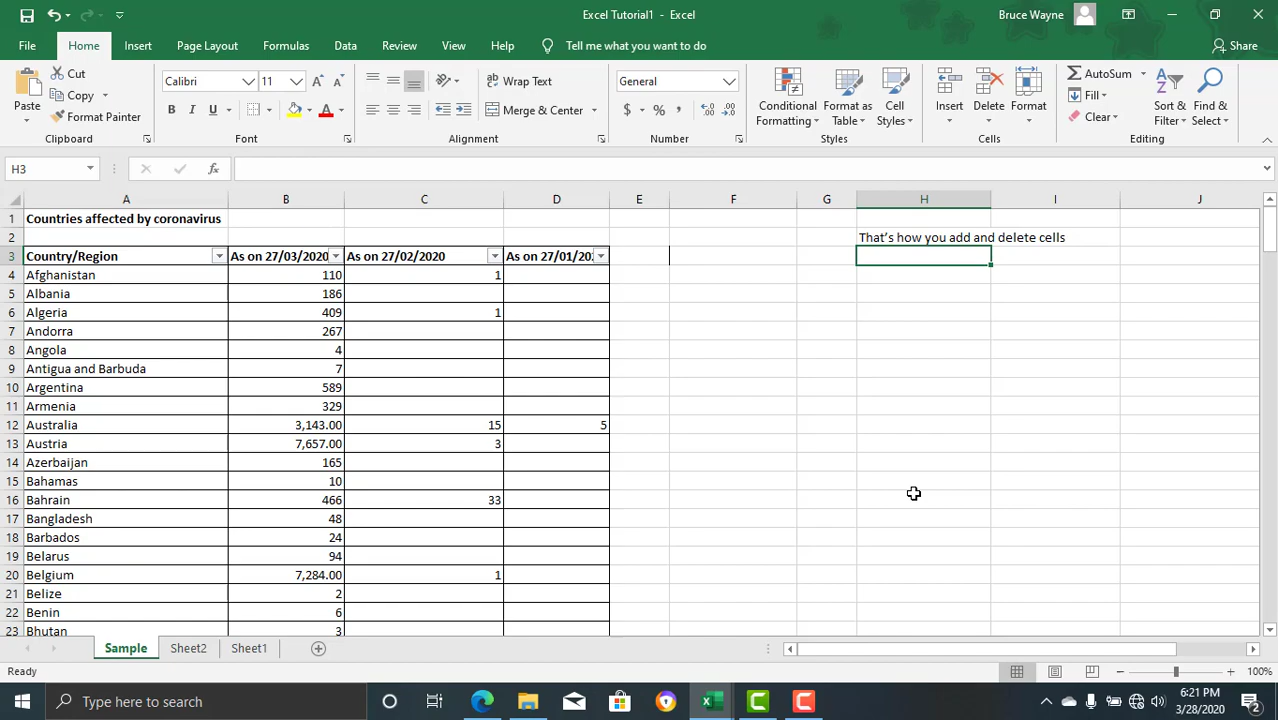 Excel Tutorial1 - Excel
Bruce Wayne
File Home Insert Page Layout Formulas Data Review View Help Tell me what you want to do Share
Paste
Cut
Copy
Format Painter
Clipboard
Calibri 11
B I U A
Font
Wrap Text
Merge & Center
Alignment
General
$ % ,
Number
Conditional Formatting
Format as Table
Cell Styles
Styles
Insert Delete Format
Cells
AutoSum
Fill
Clear
Sort & Filter
Find & Select
Editing
H3 fx
A B C D E F G H I J
1 Countries affected by coronavirus
2 That's how you add and delete cells
3 Country/Region As on 27/03/2020 As on 27/02/2020 As on 27/01/202
4 Afghanistan 110 1
5 Albania 186
6 Algeria 409 1
7 Andorra 267
8 Angola 4
9 Antigua and Barbuda 7
10 Argentina 589
11 Armenia 329
12 Australia 3,143.00 15 5
13 Austria 7,657.00 3
14 Azerbaijan 165
15 Bahamas 10
16 Bahrain 466 33
17 Bangladesh 48
18 Barbados 24
19 Belarus 94
20 Belgium 7,284.00 1
21 Belize 2
22 Benin 6
23 Bhutan 3
Sample Sheet2 Sheet1
Ready 100%
Type here to search
6:21 PM
3/28/2020
2